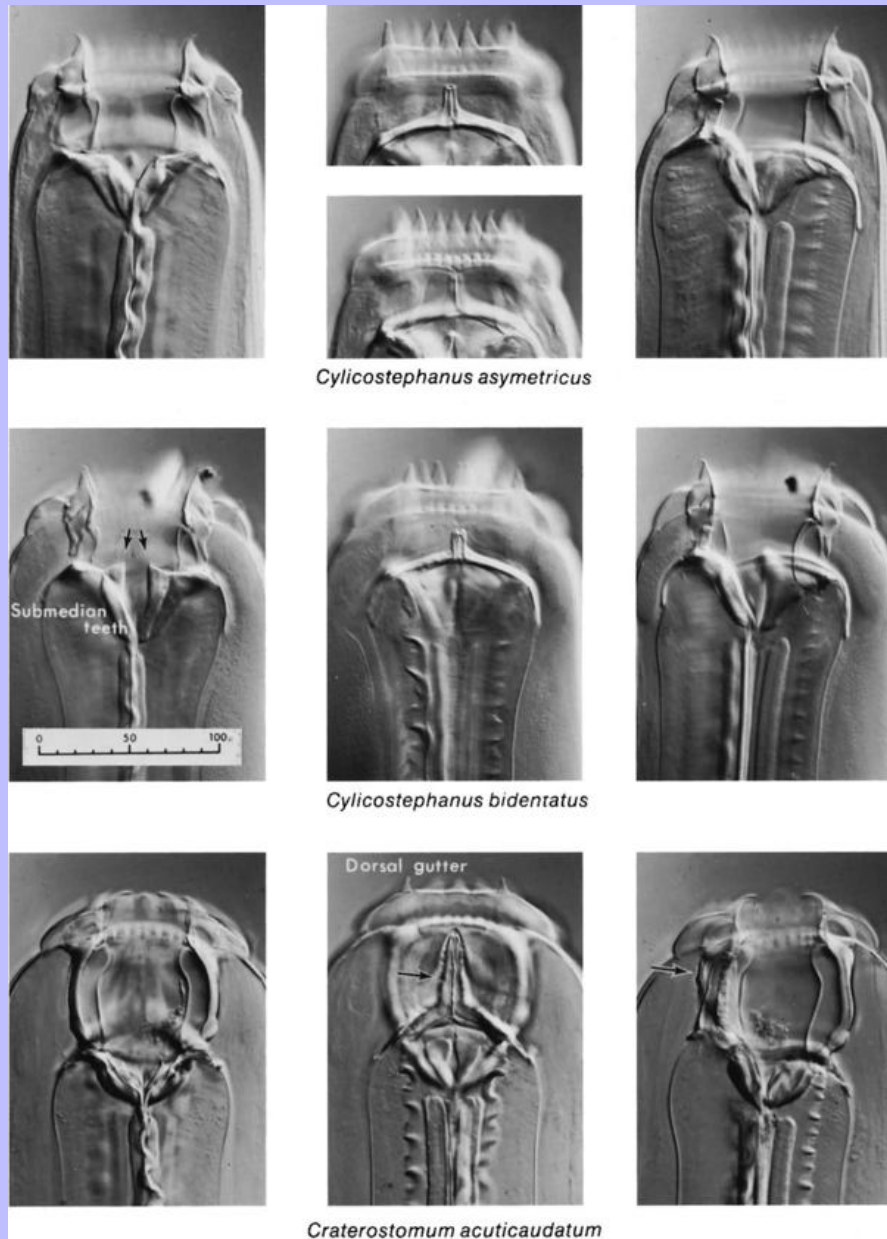 Cylicostephanus asymetricus
Submedian
teeth
0 50 100
Cylicostephanus bidentatus
Dorsal gutter
Craterostomum acuticaudatum